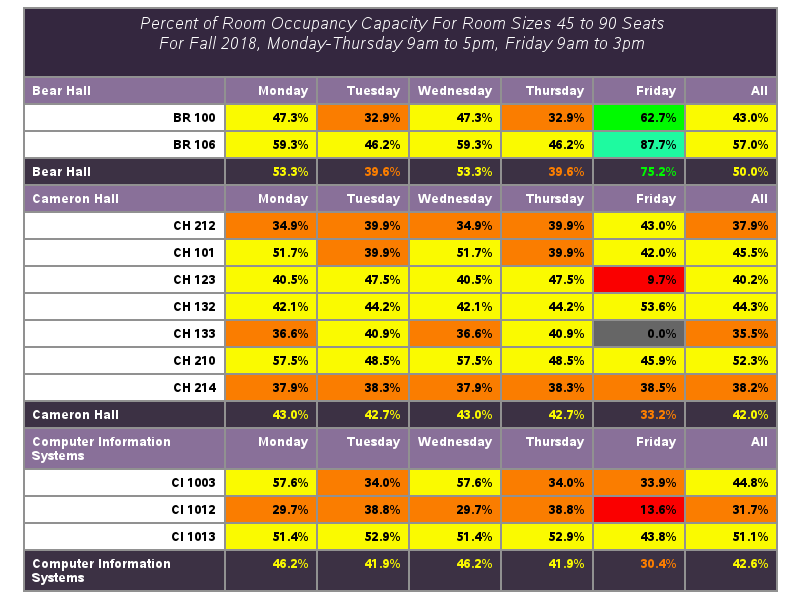 Percent of Room Occupancy Capacity For Room Sizes 45 to 90 Seats
For Fall 2018, Monday-Thursday 9am to 5pm, Friday 9am to 3pm
Bear Hall Monday Tuesday Wednesday Thursday Friday All
BR 100 47.3% 32.9% 47.3% 32.9% 62.7% 43.0%
BR 106 59.3% 46.2% 59.3% 46.2% 87.7% 57.0%
Bear Hall 53.3% 39.6% 53.3% 39.6% 75.2% 50.0%
Cameron Hall Monday Tuesday Wednesday Thursday Friday All
CH 212 34.9% 39.9% 34.9% 39.9% 43.0% 37.9%
CH 101 51.7% 39.9% 51.7% 39.9% 42.0% 45.5%
CH 123 40.5% 47.5% 40.5% 47.5% 9.7% 40.2%
CH 132 42.1% 44.2% 42.1% 44.2% 53.6% 44.3%
CH 133 36.6% 40.9% 36.6% 40.9% 0.0% 35.5%
CH 210 57.5% 48.5% 57.5% 48.5% 45.9% 52.3%
CH 214 37.9% 38.3% 37.9% 38.3% 38.5% 38.2%
Cameron Hall 43.0% 42.7% 43.0% 42.7% 33.2% 42.0%
Computer Information Monday Tuesday Wednesday Thursday Friday All
Systems
CI 1003 57.6% 34.0% 57.6% 34.0% 33.9% 44.8%
CI 1012 29.7% 38.8% 29.7% 38.8% 13.6% 31.7%
CI 1013 51.4% 52.9% 51.4% 52.9% 43.8% 51.1%
Computer Information 46.2% 41.9% 46.2% 41.9% 30.4% 42.6%
Systems